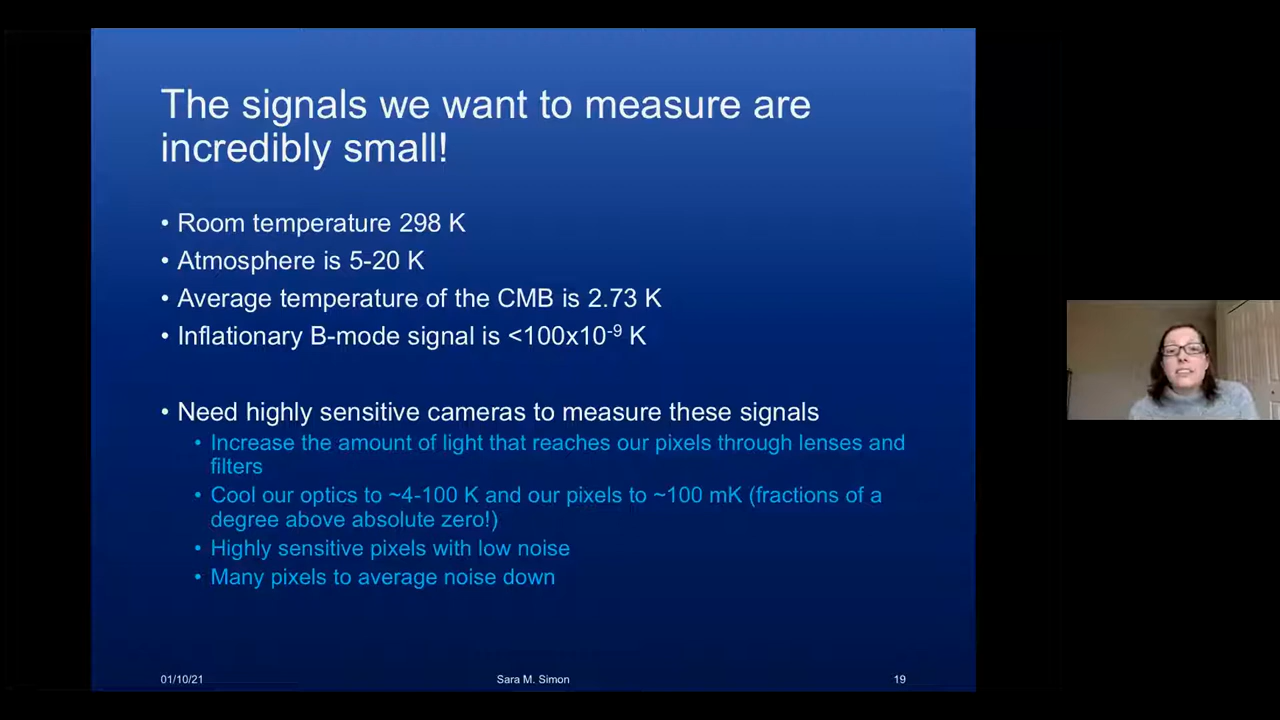 The signals we want to measure are
incredibly small!
• Room temperature 298 K
• Atmosphere is 5-20 K
• Average temperature of the CMB is 2.73 K
• Inflationary B-mode signal is <100x10⁻⁹ K
• Need highly sensitive cameras to measure these signals
• Increase the amount of light that reaches our pixels through lenses and
filters
• Cool our optics to ~4-100 K and our pixels to ~100 mK (fractions of a
degree above absolute zero!)
• Highly sensitive pixels with low noise
• Many pixels to average noise down
01/10/21
Sara M. Simon
19